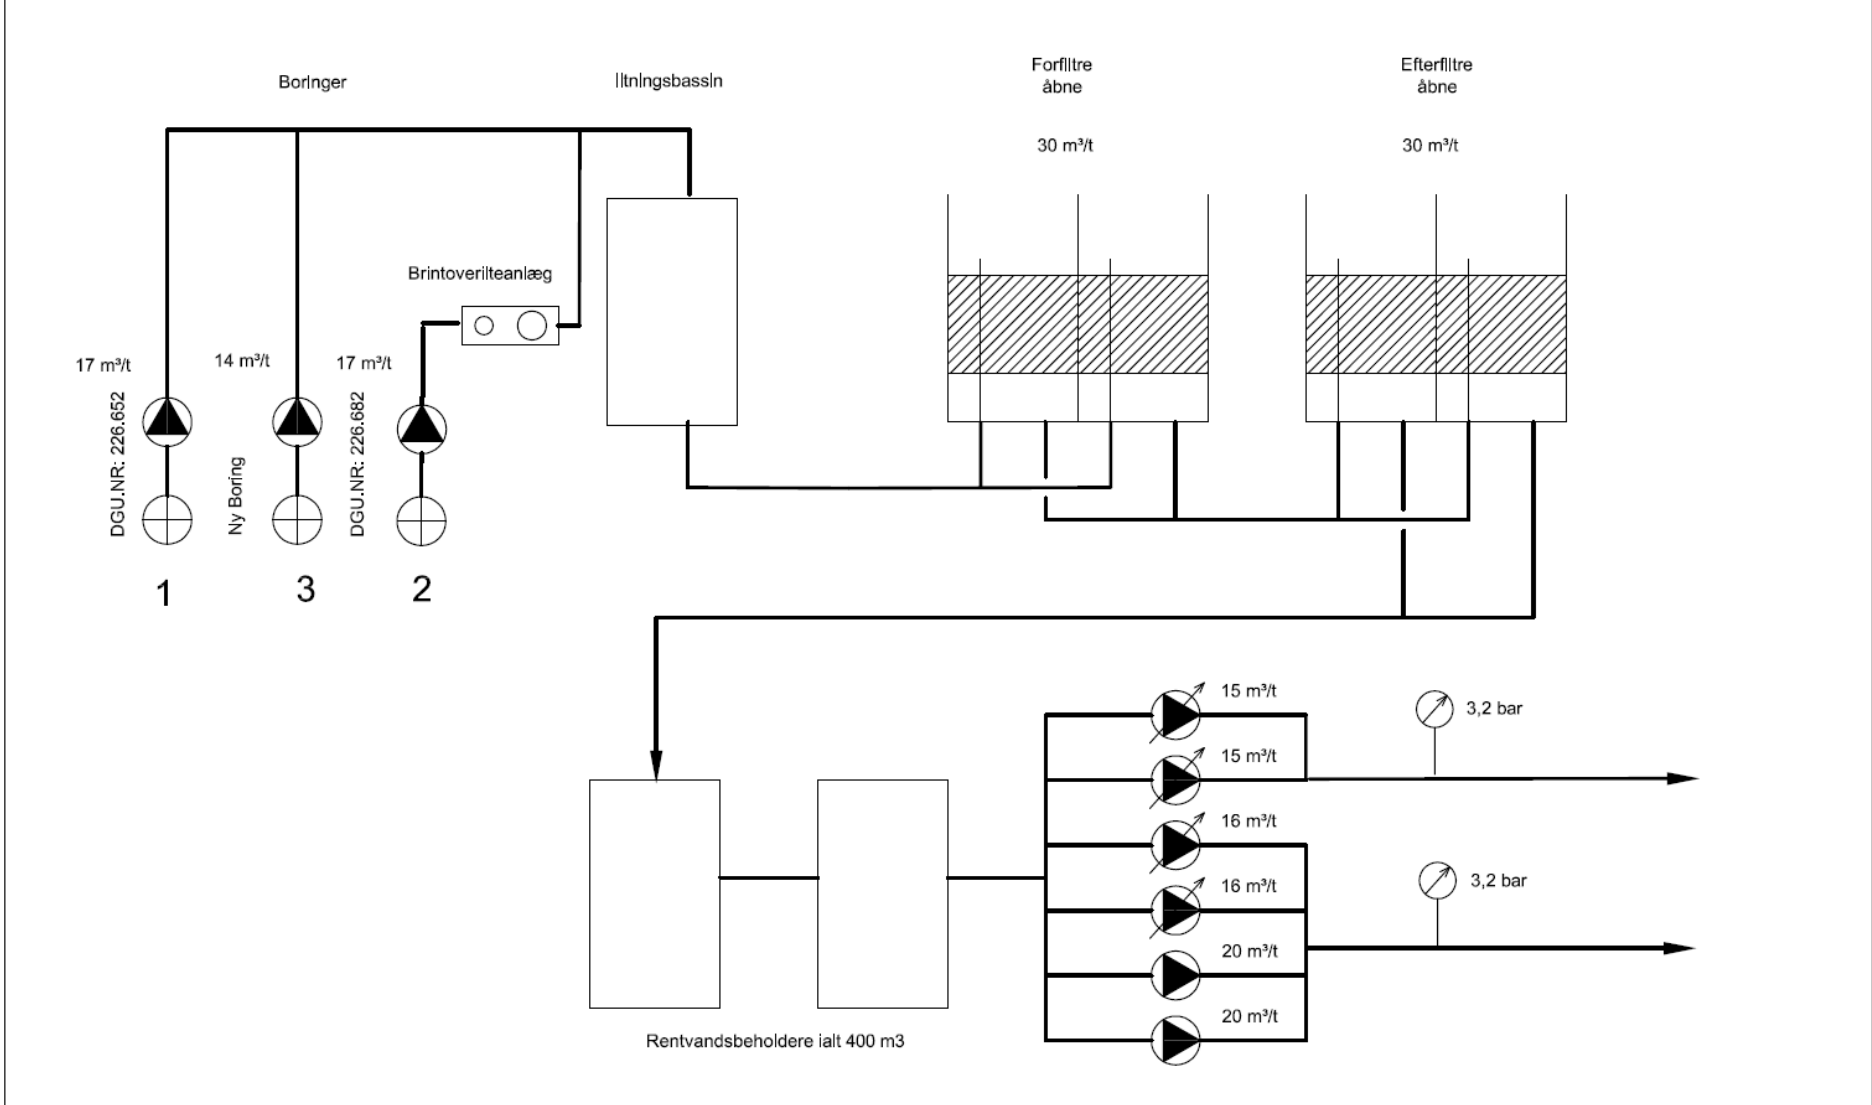 Boringer
Iltningsbassin
Forfiltre
åbne
30 m³/t
Efterfiltre
åbne
30 m³/t
Brintoverilteanlæg
17 m³/t
14 m³/t
17 m³/t
DGU.NR: 226.652
Ny Boring
DGU.NR: 226.682
1
3
2
15 m³/t
15 m³/t
16 m³/t
16 m³/t
20 m³/t
20 m³/t
3,2 bar
3,2 bar
Rentvandsbeholdere ialt 400 m3